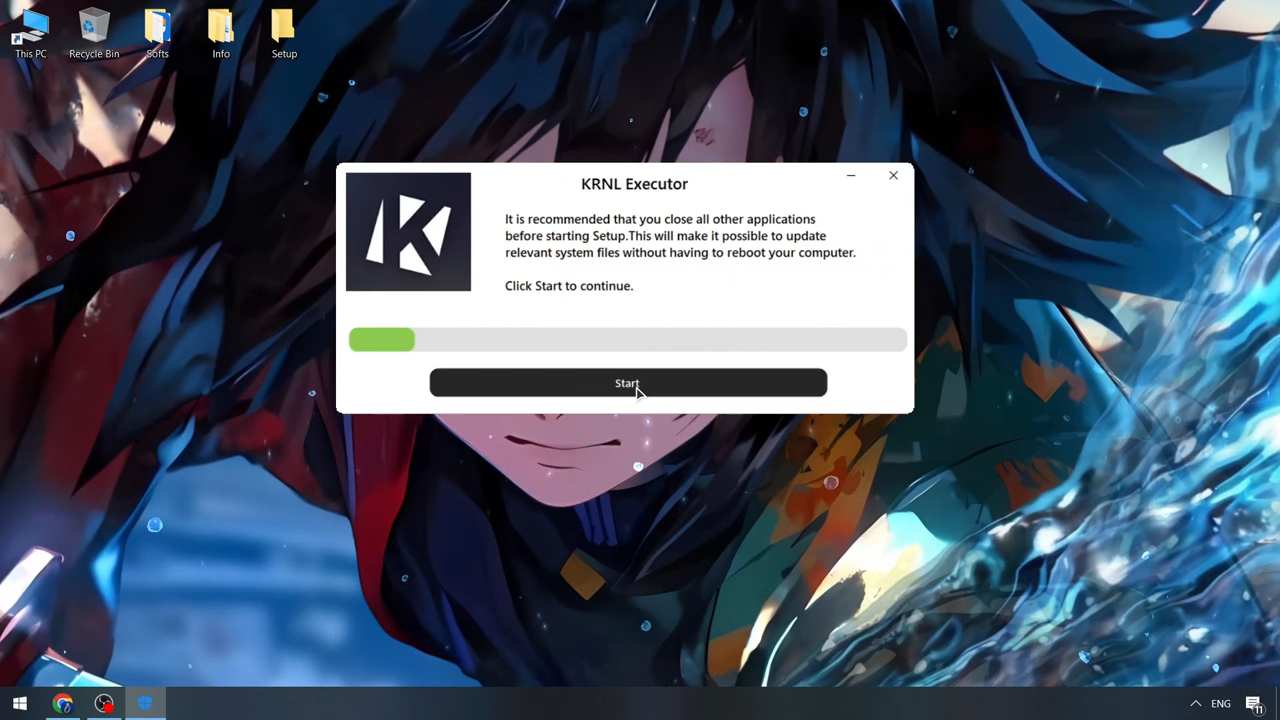 This PC
Recycle Bin
Softs
Info
Setup
KRNL Executor
It is recommended that you close all other applications
before starting Setup.This will make it possible to update
relevant system files without having to reboot your computer.
Click Start to continue.
Start
ENG
11